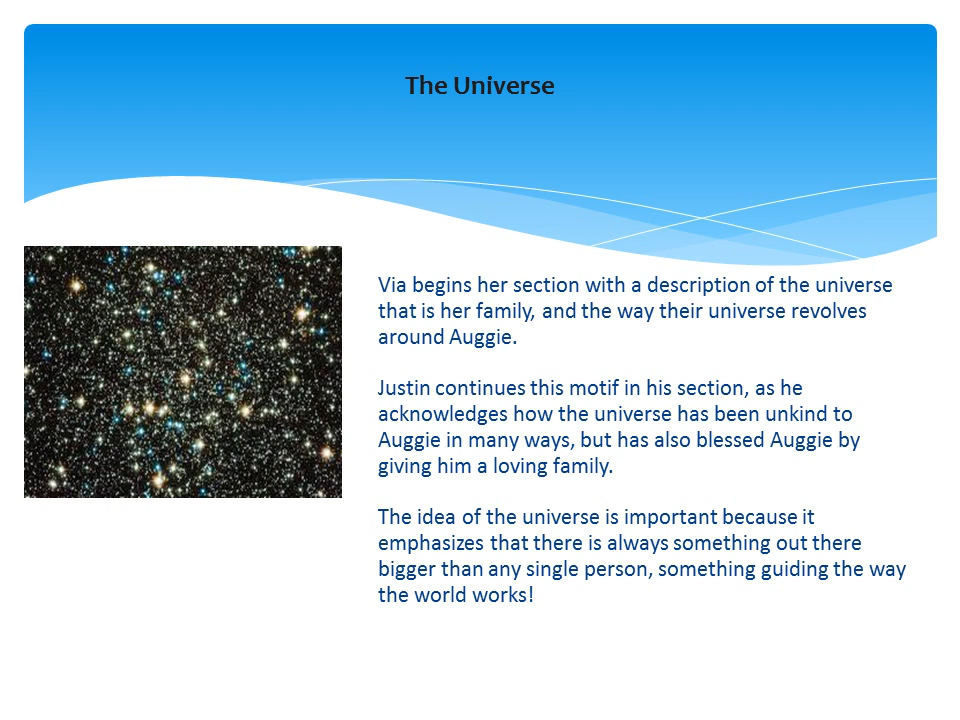 The Universe
Via begins her section with a description of the universe
that is her family, and the way their universe revolves
around Auggie.
Justin continues this motif in his section, as he
acknowledges how the universe has been unkind to
Auggie in many ways, but has also blessed Auggie by
giving him a loving family.
The idea of the universe is important because it
emphasizes that there is always something out there
bigger than any single person, something guiding the way
the world works!